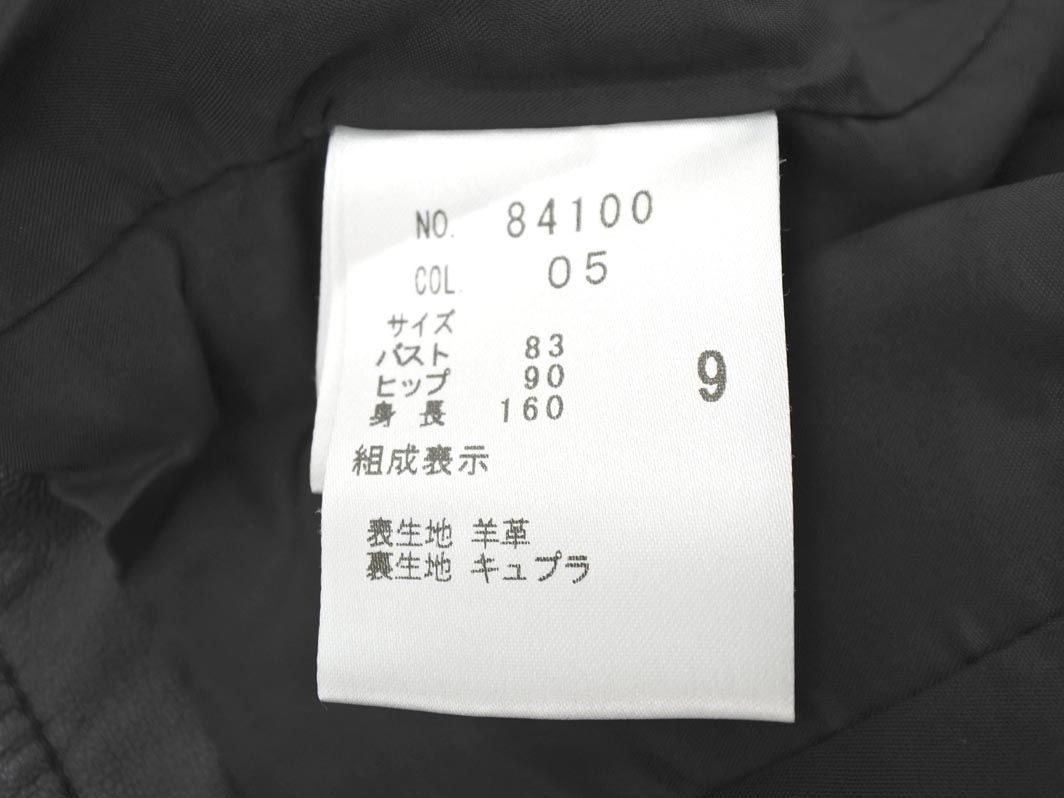 NO. 84100
COL. 05
サイズ
バスト 83
ヒップ 90 9
身長 160
組成表示
表生地 羊革
裏生地 キュプラ